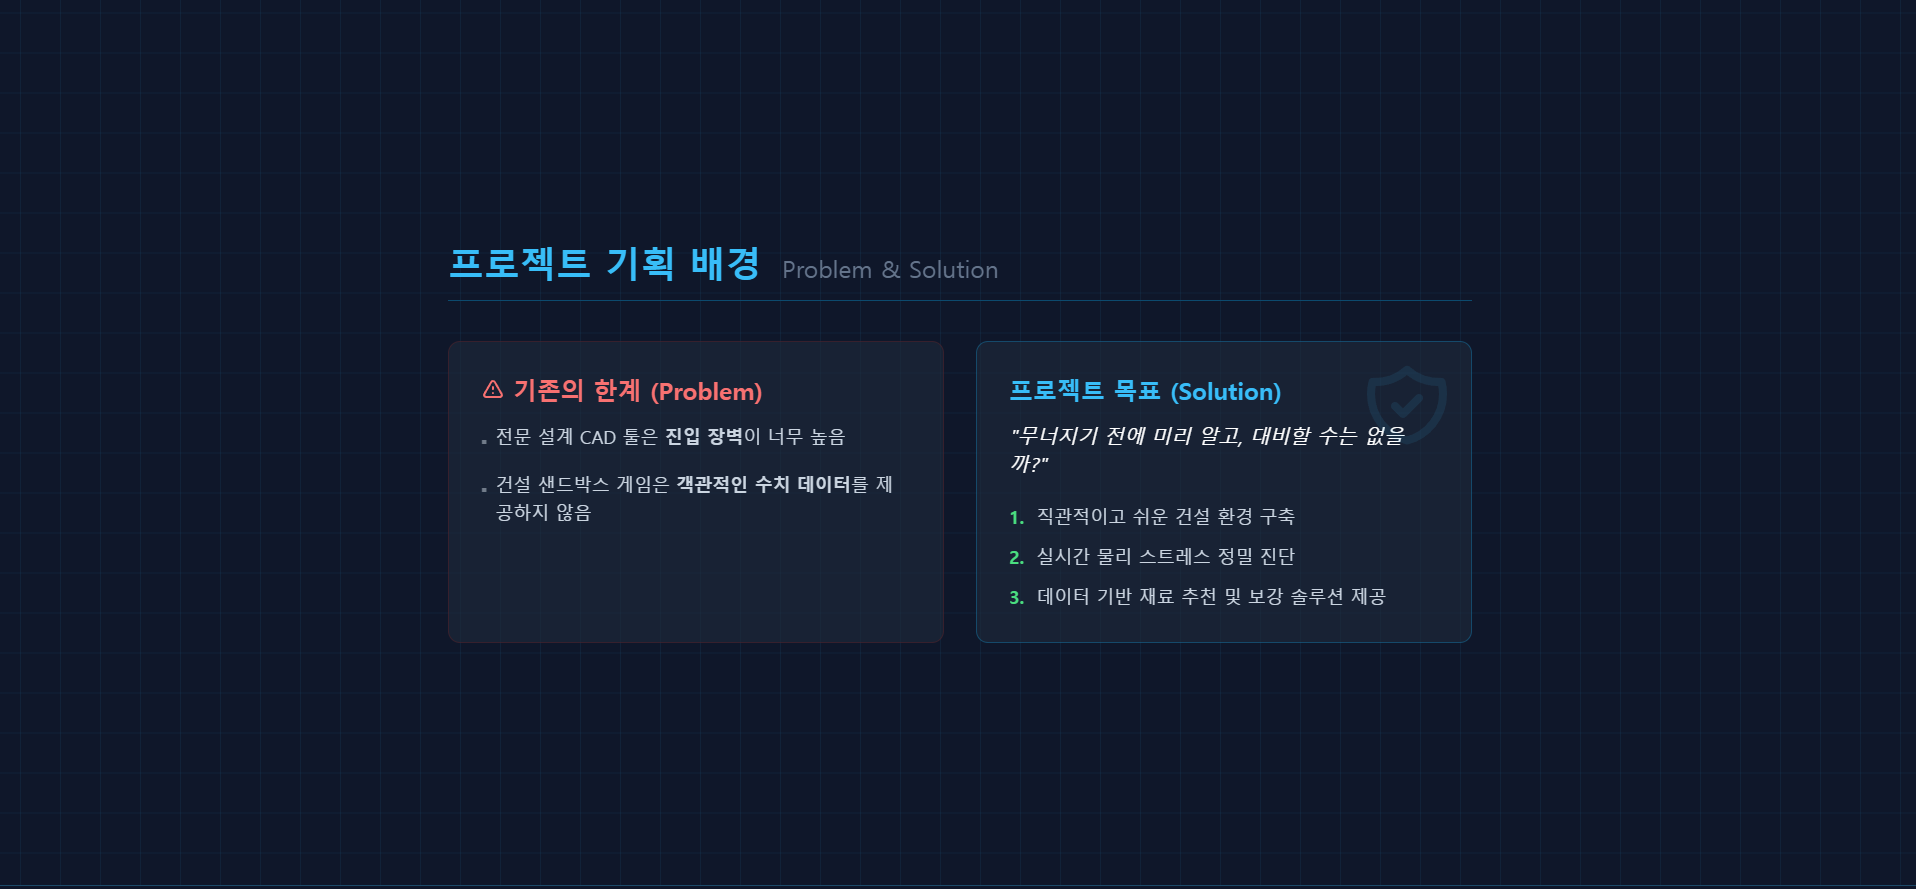 프로젝트 기획 배경 Problem & Solution
기존의 한계 (Problem)
전문 설계 CAD 툴은 진입 장벽이 너무 높음
건설 샌드박스 게임은 객관적인 수치 데이터를 제
공하지 않음
프로젝트 목표 (Solution)
"무너지기 전에 미리 알고, 대비할 수는 없을
까?"
1. 직관적이고 쉬운 건설 환경 구축
2. 실시간 물리 스트레스 정밀 진단
3. 데이터 기반 재료 추천 및 보강 솔루션 제공